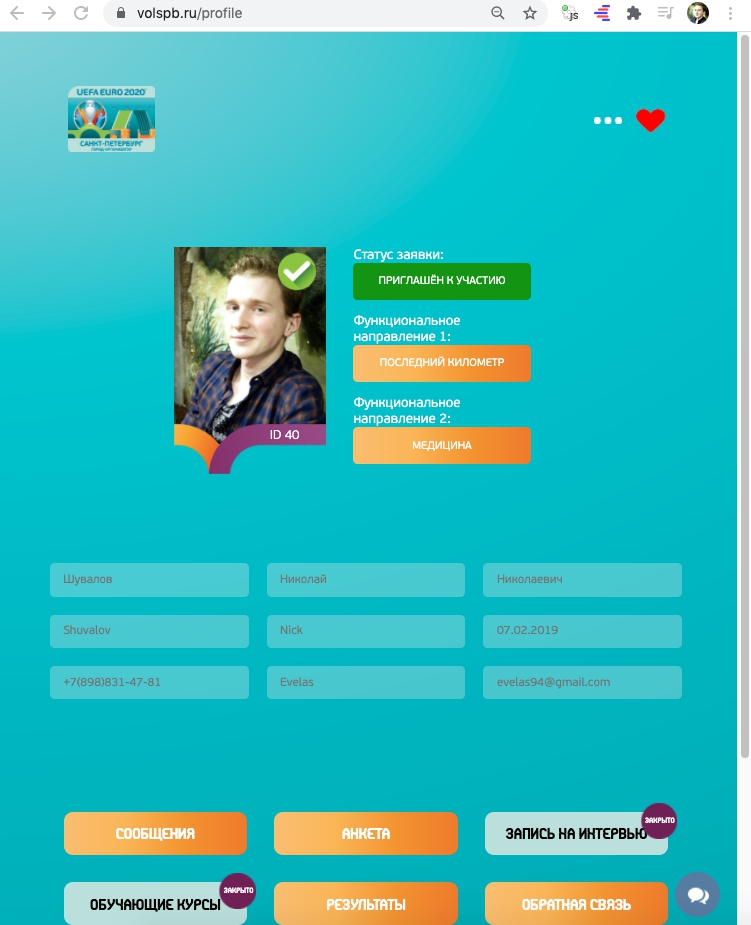 volspb.ru/profile
JS
UEFA EURO 2020
САНКТ-ПЕТЕРБУРГ
ГОРОД-ОРГАНИЗАТОР
Статус заявки:
ПРИГЛАШЁН К УЧАСТИЮ
Функциональное
направление 1:
ПОСЛЕДНИЙ КИЛОМЕТР
Функциональное
направление 2:
МЕДИЦИНА
ID 40
Шувалов Николай Николаевич
Shuvalov Nick 07.02.2019
+7(898)831-47-81 Evelas evelas94@gmail.com
СООБЩЕНИЯ АНКЕТА ЗАПИСЬ НА ИНТЕРВЬЮ ЗАКРЫТО
ОБУЧАЮЩИЕ КУРСЫ ЗАКРЫТО РЕЗУЛЬТАТЫ ОБРАТНАЯ СВЯЗЬ